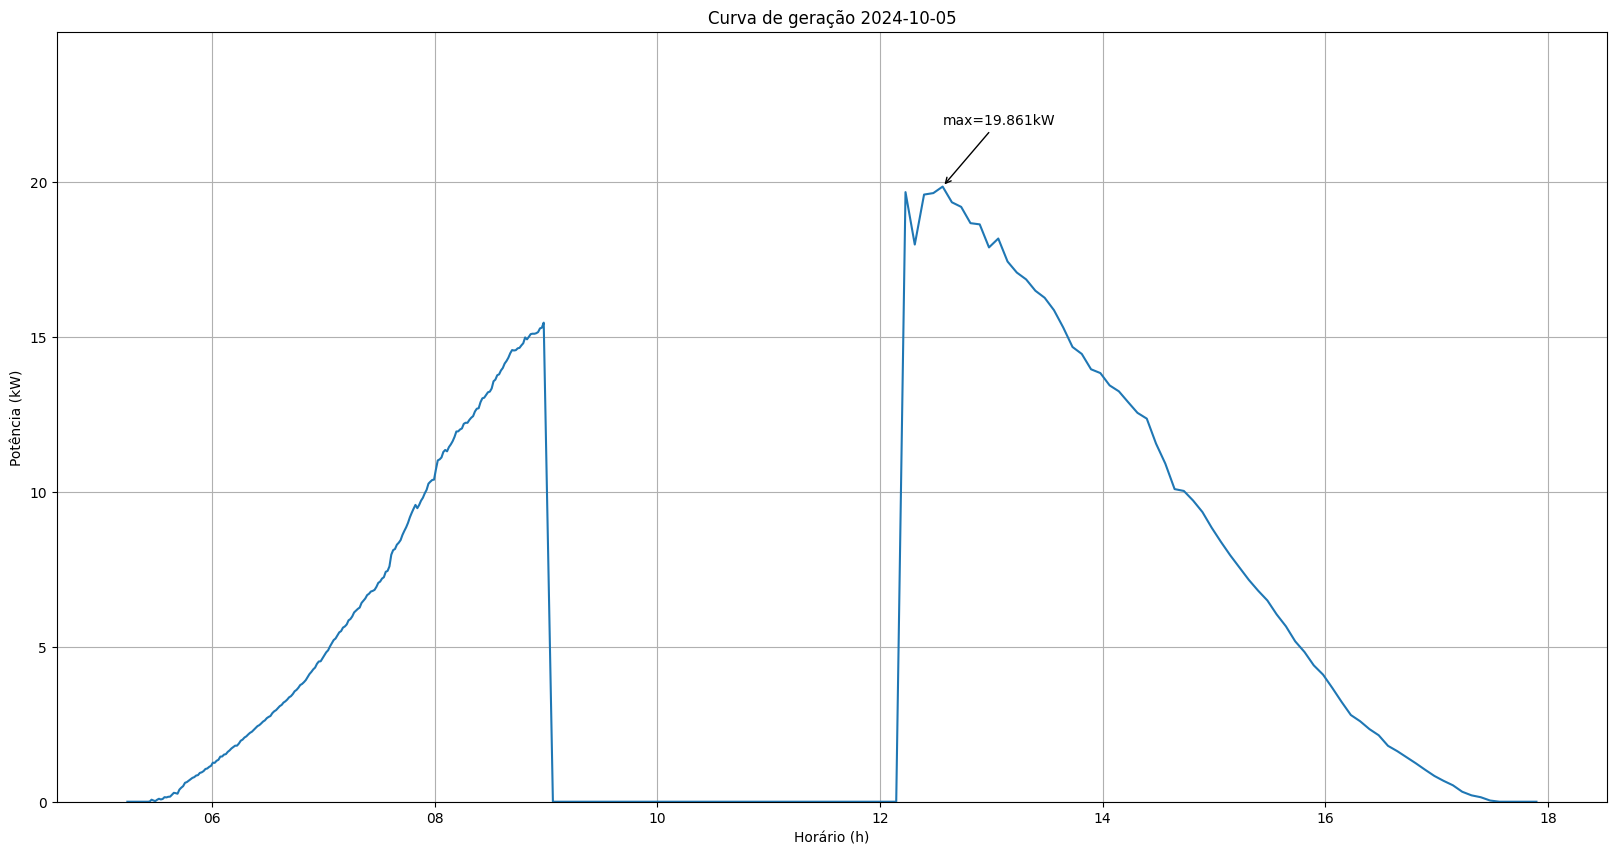 Curva de geração 2024-10-05
max=19.861kW
20
15
10
5
0
Potência (kW)
06 08 10 12 14 16 18
Horário (h)